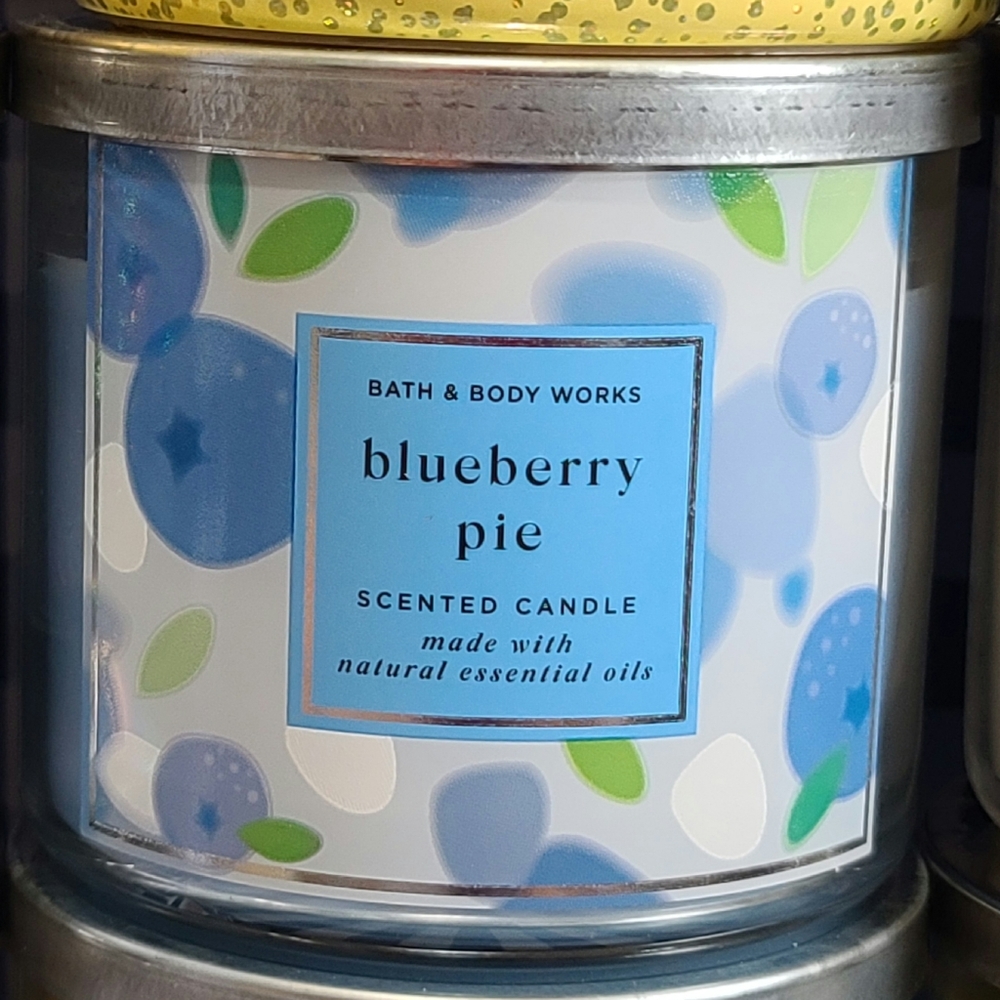 BATH & BODY WORKS
blueberry
pie
SCENTED CANDLE
made with
natural essential oils